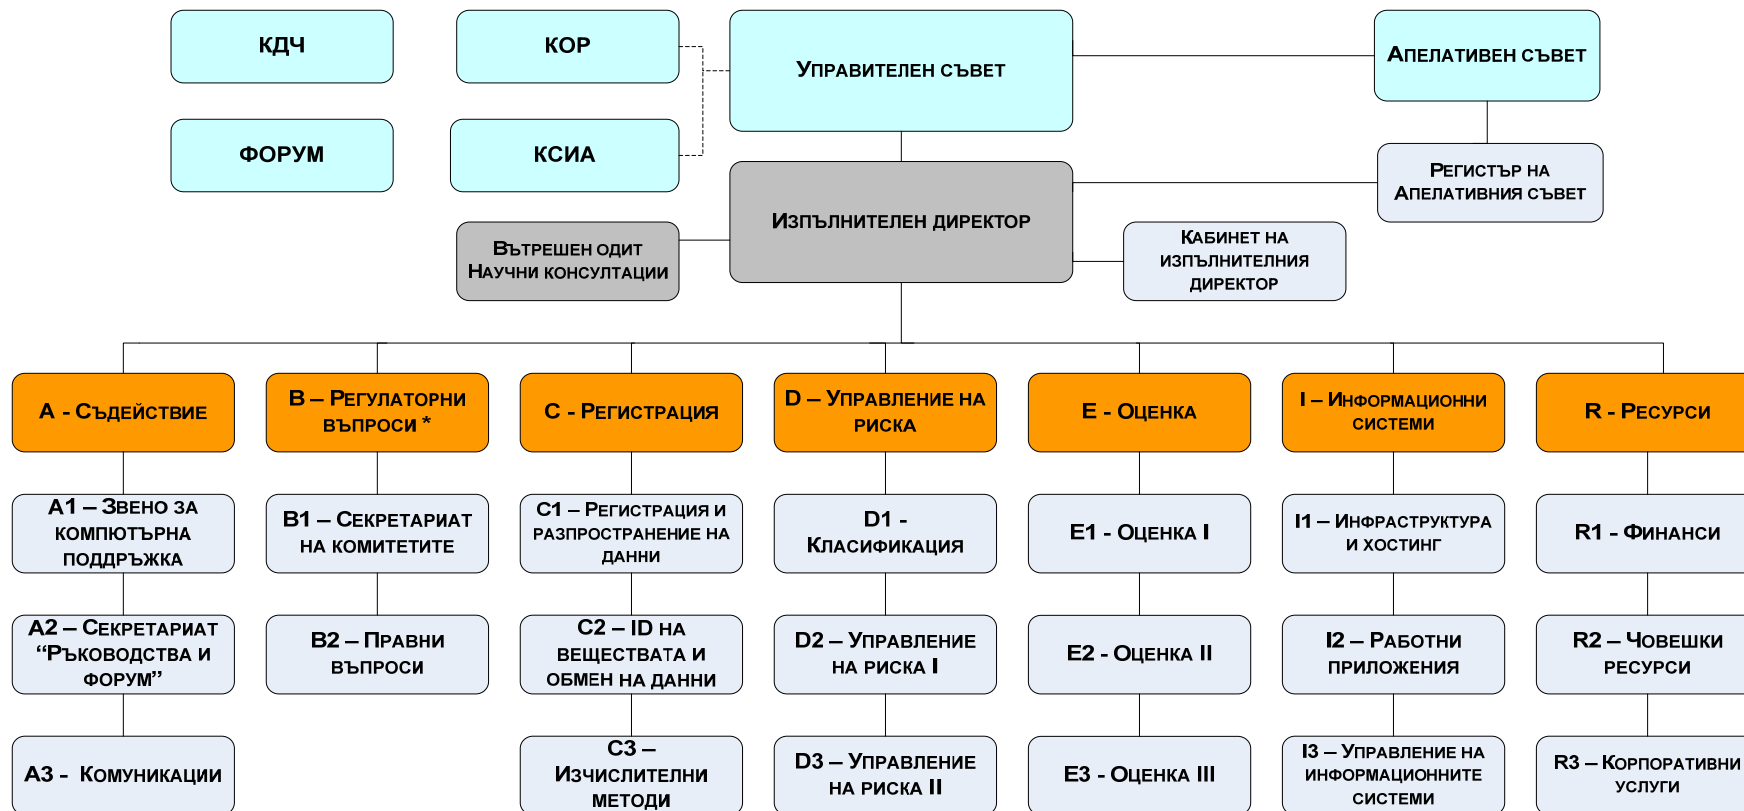 КДЧ
КОР
УПРАВИТЕЛЕН СЪВЕТ
АПЕЛАТИВЕН СЪВЕТ
ФОРУМ
КСИА
РЕГИСТЪР НА
АПЕЛАТИВНИЯ СЪВЕТ
ИЗПЪЛНИТЕЛЕН ДИРЕКТОР
ВЪТРЕШЕН ОДИТ
НАУЧНИ КОНСУЛТАЦИИ
КАБИНЕТ НА
ИЗПЪЛНИТЕЛНИЯ
ДИРЕКТОР
A - СЪДЕЙСТВИЕ
B – РЕГУЛАТОРНИ
ВЪПРОСИ *
C - РЕГИСТРАЦИЯ
D – УПРАВЛЕНИЕ НА
РИСКА
E - ОЦЕНКА
I – ИНФОРМАЦИОННИ
СИСТЕМИ
R - РЕСУРСИ
A1 – ЗВЕНО ЗА
КОМПЮТЪРНА
ПОДДРЪЖКА
B1 – СЕКРЕТАРИАТ
НА КОМИТЕТИТЕ
C1 – РЕГИСТРАЦИЯ И
РАЗПРОСТРАНЕНИЕ НА
ДАННИ
D1 -
КЛАСИФИКАЦИЯ
E1 - ОЦЕНКА I
I1 – ИНФРАСТРУКТУРА
И ХОСТИНГ
R1 - ФИНАНСИ
A2 – СЕКРЕТАРИАТ
“РЪКОВОДСТВА И
ФОРУМ”
B2 – ПРАВНИ
ВЪПРОСИ
C2 – ID НА
ВЕЩЕСТВАТА И
ОБМЕН НА ДАННИ
D2 – УПРАВЛЕНИЕ
НА РИСКА I
E2 - ОЦЕНКА II
I2 – РАБОТНИ
ПРИЛОЖЕНИЯ
R2 – ЧОВЕШКИ
РЕСУРСИ
A3 - КОМУНИКАЦИИ
C3 –
ИЗЧИСЛИТЕЛНИ
МЕТОДИ
D3 – УПРАВЛЕНИЕ
НА РИСКА II
E3 - ОЦЕНКА III
I3 – УПРАВЛЕНИЕ НА
ИНФОРМАЦИОННИТЕ
СИСТЕМИ
R3 – КОРПОРАТИВНИ
УСЛУГИ